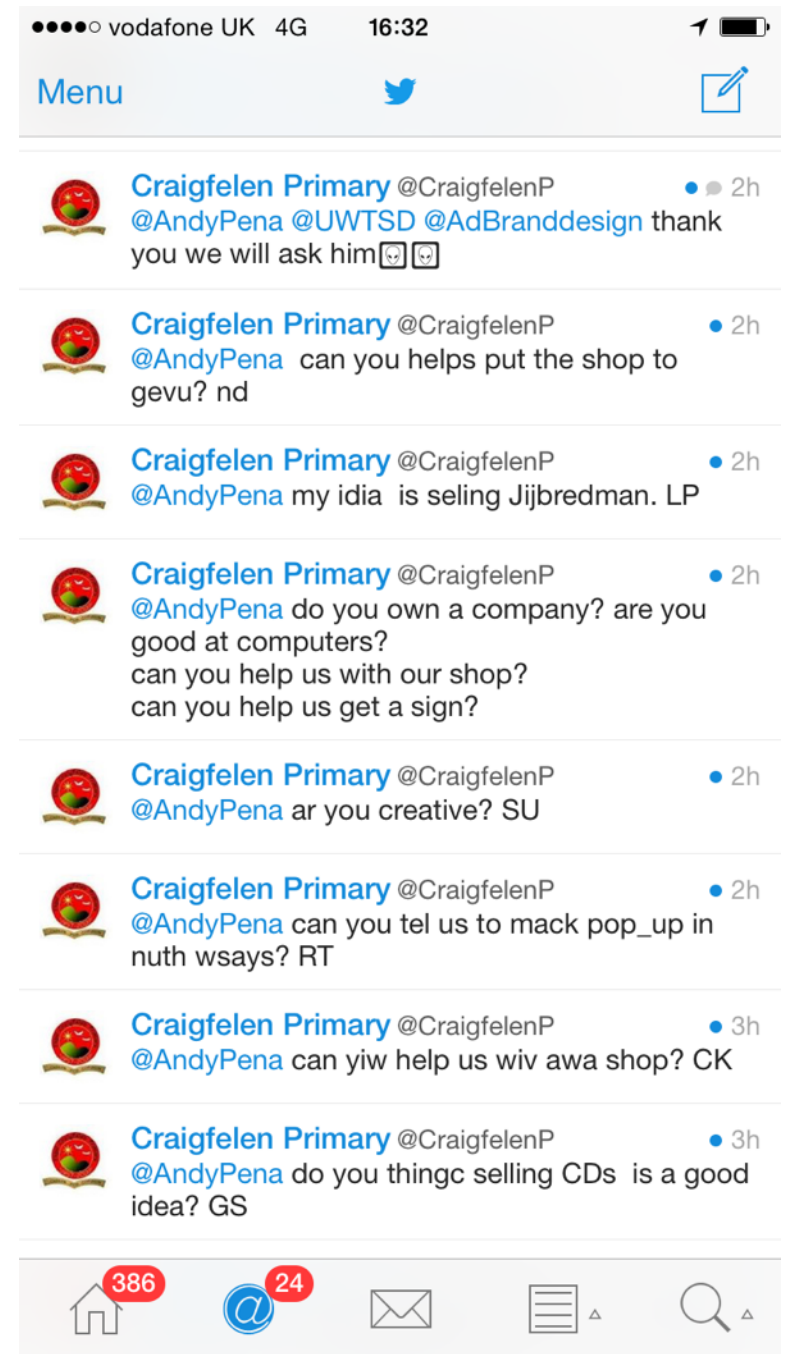 vodafone UK 4G 16:32
Menu
Craigfelen Primary @CraigfelenP 2h
@AndyPena @UWTSD @AdBranddesign thank
you we will ask him👽👽
Craigfelen Primary @CraigfelenP 2h
@AndyPena  can you helps put the shop to
gevu? nd
Craigfelen Primary @CraigfelenP 2h
@AndyPena my idia  is seling Jijbredman. LP
Craigfelen Primary @CraigfelenP 2h
@AndyPena do you own a company? are you
good at computers?
can you help us with our shop?
can you help us get a sign?
Craigfelen Primary @CraigfelenP 2h
@AndyPena ar you creative? SU
Craigfelen Primary @CraigfelenP 2h
@AndyPena can you tel us to mack pop_up in
nuth wsays? RT
Craigfelen Primary @CraigfelenP 3h
@AndyPena can yiw help us wiv awa shop? CK
Craigfelen Primary @CraigfelenP 3h
@AndyPena do you thingc selling CDs  is a good
idea? GS
386 24